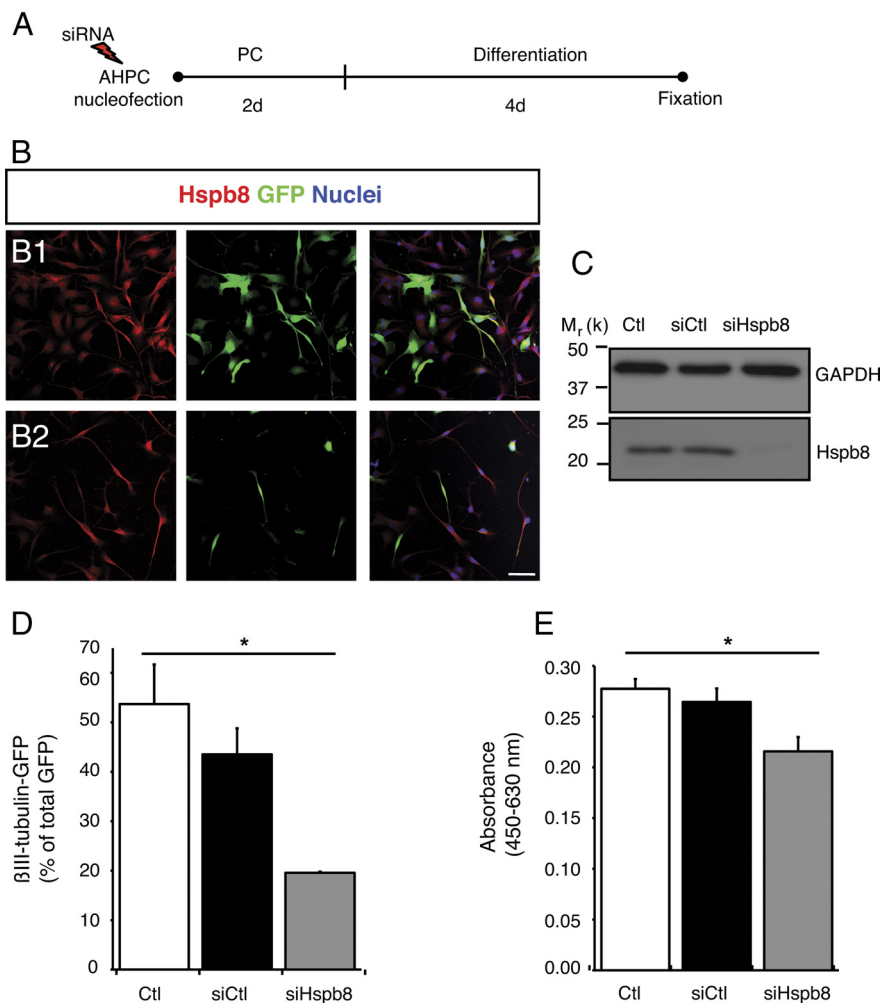 A
siRNA
AHPC
nucleofection
PC
Differentiation
2d
4d
Fixation
B
Hspb8 GFP Nuclei
B1
B2
C
Mr (k) Ctl siCtl siHspb8
50
37
GAPDH
25
20
Hspb8
D
*
70
60
50
40
20
10
0
ßIII-tubulin-GFP
(% of total GFP)
Ctl siCtl siHspb8
E
*
0.30
0.25
0.20
0.15
0.10
0.05
0.00
Absorbance
(450-630 nm)
Ctl siCtl siHspb8